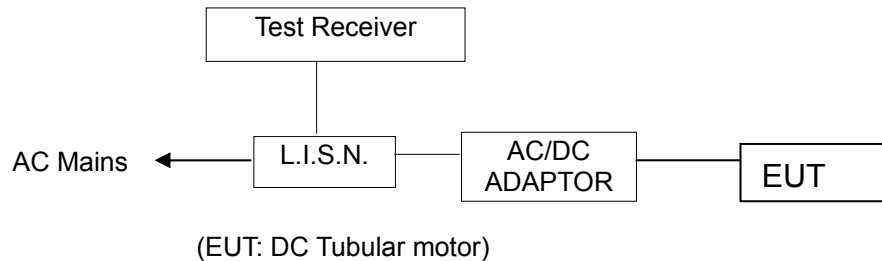 Test Receiver
AC Mains
L.I.S.N.
AC/DC
ADAPTOR
EUT
(EUT: DC Tubular motor)